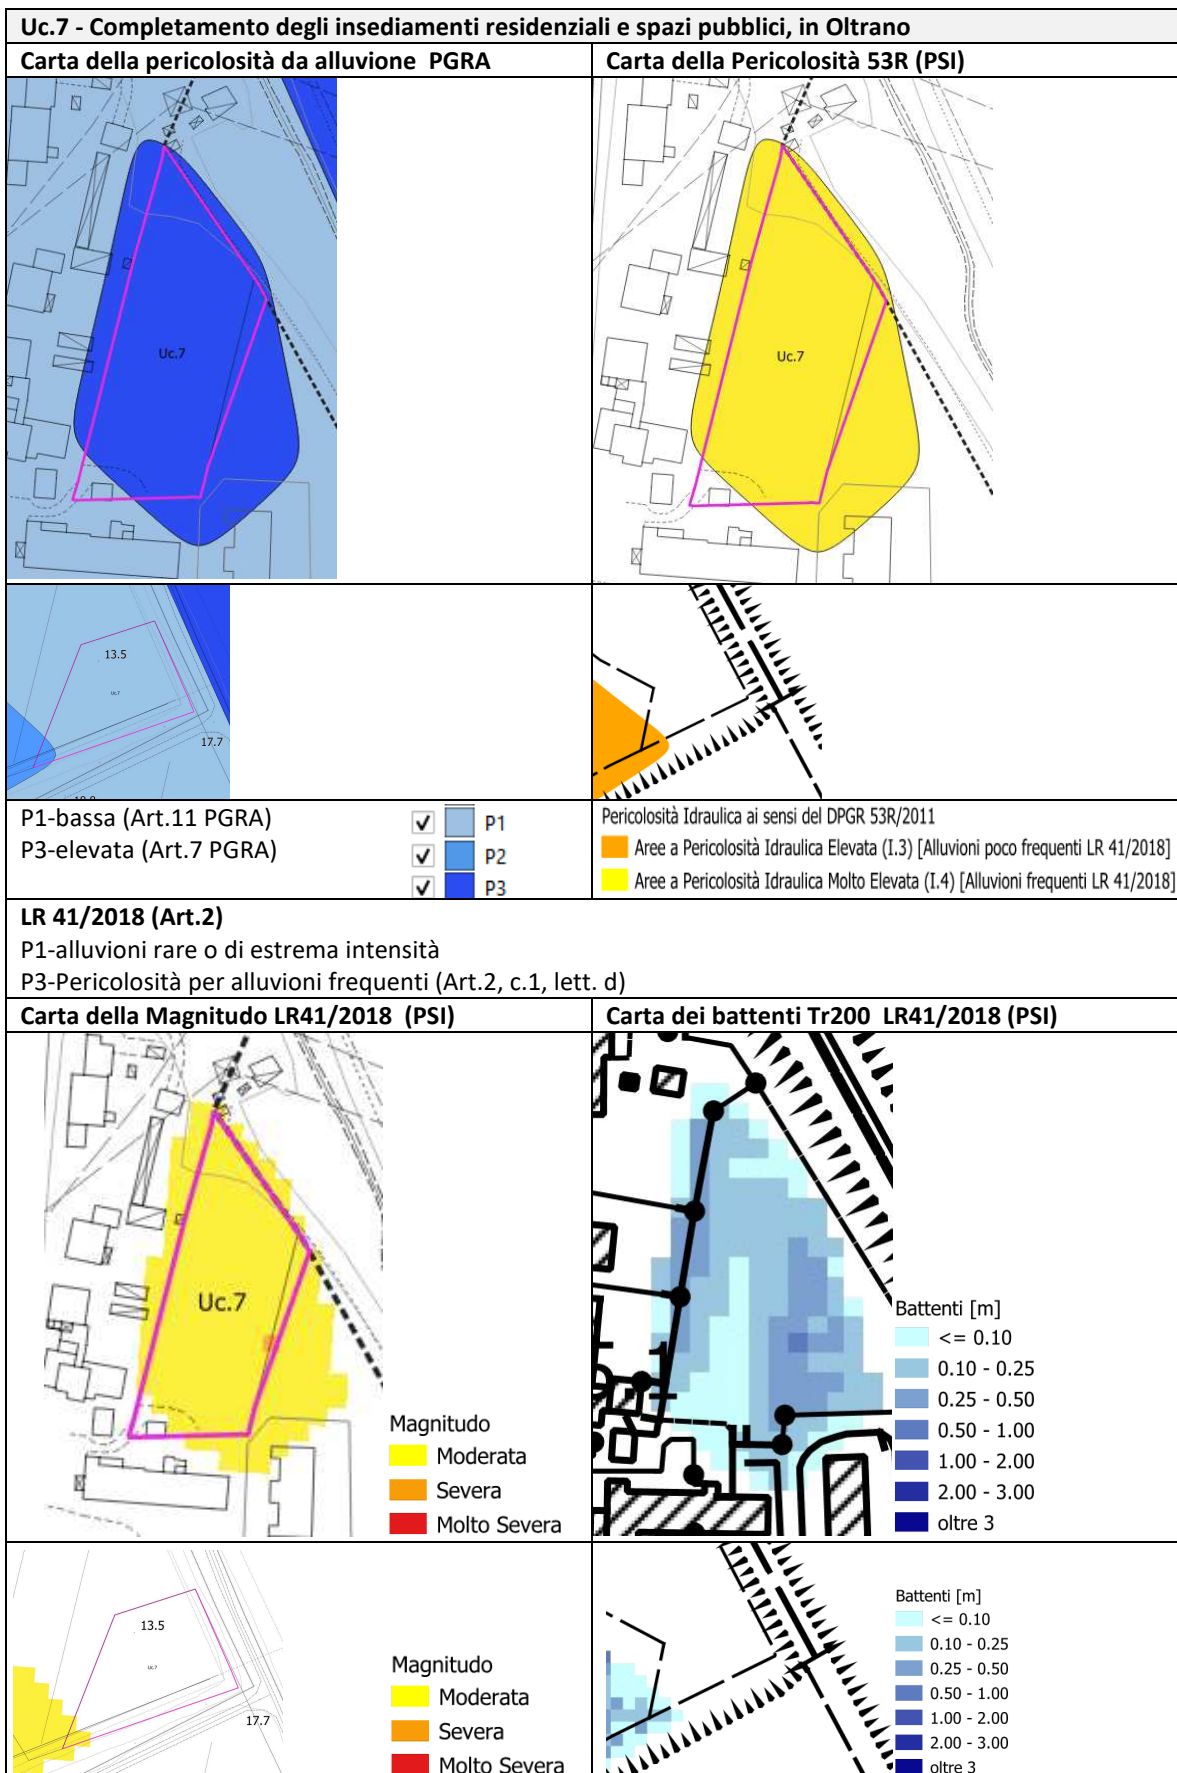 Uc.7 - Completamento degli insediamenti residenziali e spazi pubblici, in Oltrano
Carta della pericolosità da alluvione  PGRA
Carta della Pericolosità 53R (PSI)
Uc.7
Uc.7
13.5
Uc.7
17.7
P1-bassa (Art.11 PGRA)
P3-elevata (Art.7 PGRA)
P1
P2
P3
Pericolosità Idraulica ai sensi del DPGR 53R/2011
Aree a Pericolosità Idraulica Elevata (I.3) [Alluvioni poco frequenti LR 41/2018]
Aree a Pericolosità Idraulica Molto Elevata (I.4) [Alluvioni frequenti LR 41/2018]
LR 41/2018 (Art.2)
P1-alluvioni rare o di estrema intensità
P3-Pericolosità per alluvioni frequenti (Art.2, c.1, lett. d)
Carta della Magnitudo LR41/2018  (PSI)
Carta dei battenti Tr200  LR41/2018 (PSI)
Uc.7
Magnitudo
Moderata
Severa
Molto Severa
Battenti [m]
<= 0.10
0.10 - 0.25
0.25 - 0.50
0.50 - 1.00
1.00 - 2.00
2.00 - 3.00
oltre 3
13.5
Uc.7
17.7
Magnitudo
Moderata
Severa
Molto Severa
Battenti [m]
<= 0.10
0.10 - 0.25
0.25 - 0.50
0.50 - 1.00
1.00 - 2.00
2.00 - 3.00
oltre 3